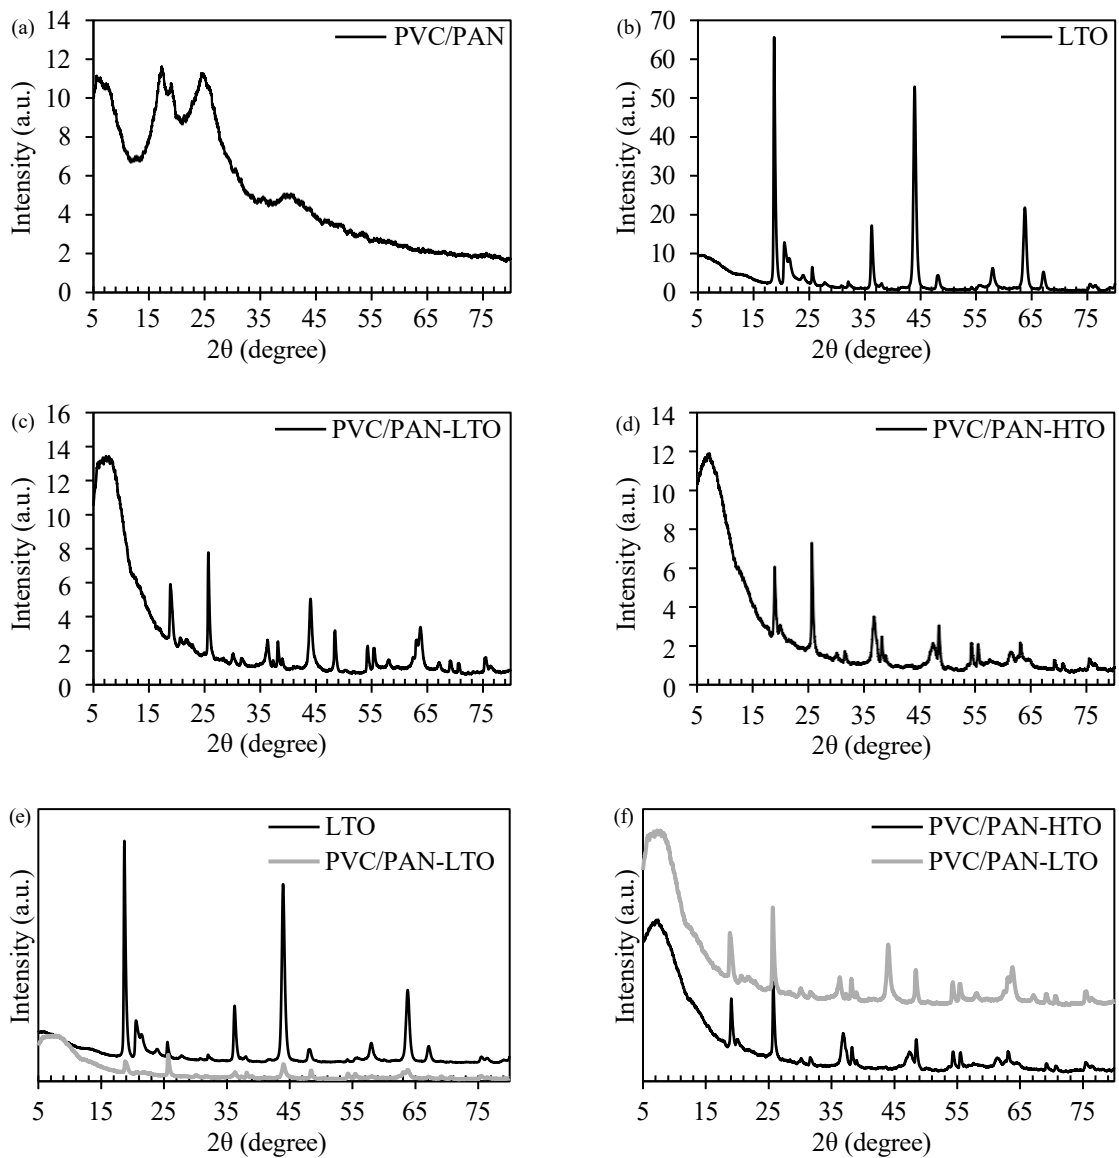 (a)
PVC/PAN
Intensity (a.u.)
14
12
10
8
6
4
2
0
5 15 25 35 45 55 65 75
2θ (degree)
(b)
LTO
Intensity (a.u.)
70
60
50
40
30
20
10
0
5 15 25 35 45 55 65 75
2θ (degree)
(c)
PVC/PAN-LTO
Intensity (a.u.)
16
14
12
10
8
6
4
2
0
5 15 25 35 45 55 65 75
2θ (degree)
(d)
PVC/PAN-HTO
Intensity (a.u.)
14
12
10
8
6
4
2
0
5 15 25 35 45 55 65 75
2θ (degree)
(e)
LTO
PVC/PAN-LTO
Intensity (a.u.)
5 15 25 35 45 55 65 75
2θ (degree)
(f)
PVC/PAN-HTO
PVC/PAN-LTO
Intensity (a.u.)
5 15 25 35 45 55 65 75
2θ (degree)